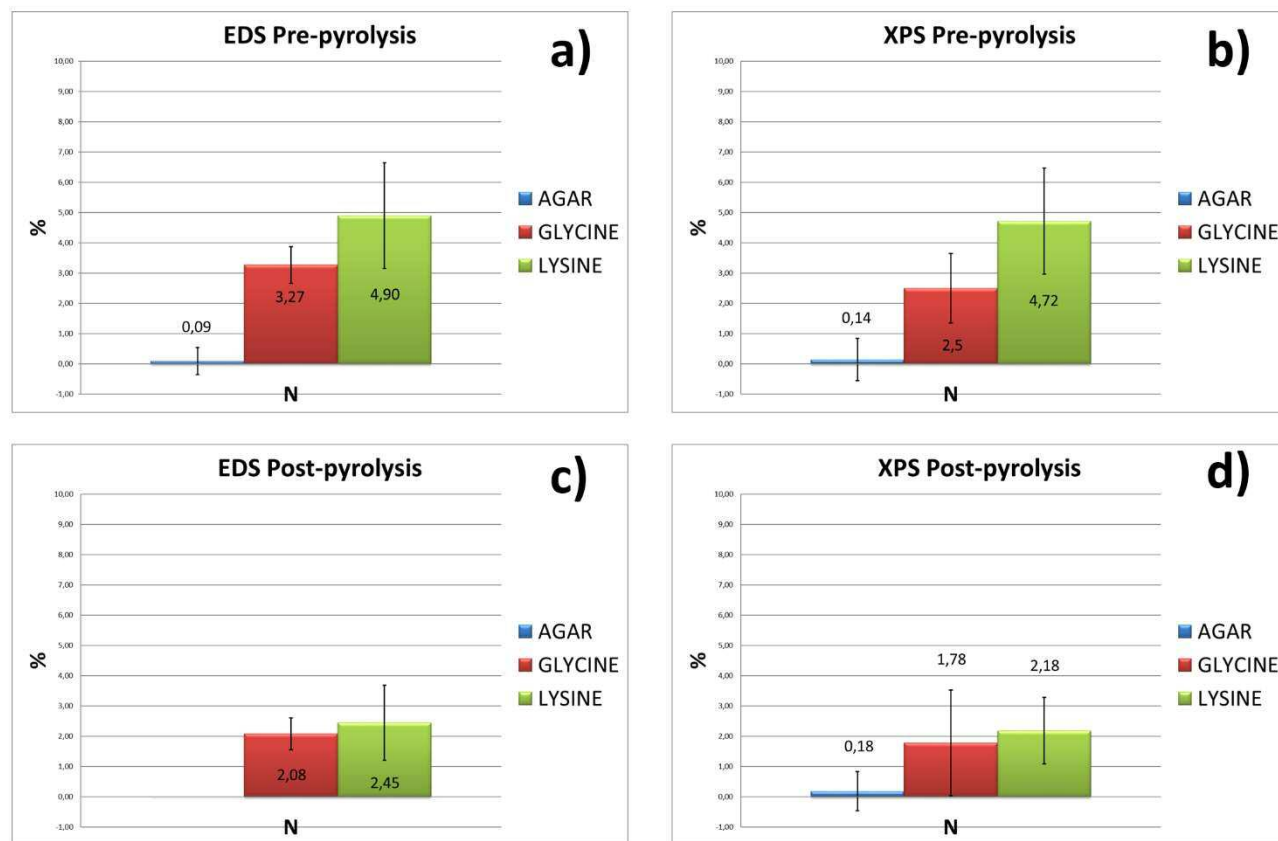 EDS Pre-pyrolysis
a)
10,00
9,00
8,00
7,00
6,00
5,00
4,00
3,00
2,00
1,00
0,00
-1,00
%
0,09
3,27
4,90
N
AGAR
GLYCINE
LYSINE
XPS Pre-pyrolysis
b)
10,00
9,00
8,00
7,00
6,00
5,00
4,00
3,00
2,00
1,00
0,00
-1,00
%
0,14
2,5
4,72
N
AGAR
GLYCINE
LYSINE
EDS Post-pyrolysis
c)
10,00
9,00
8,00
7,00
6,00
5,00
4,00
3,00
2,00
1,00
0,00
-1,00
%
2,08
2,45
N
AGAR
GLYCINE
LYSINE
XPS Post-pyrolysis
d)
10,00
9,00
8,00
7,00
6,00
5,00
4,00
3,00
2,00
1,00
0,00
-1,00
%
0,18
1,78
2,18
N
AGAR
GLYCINE
LYSINE